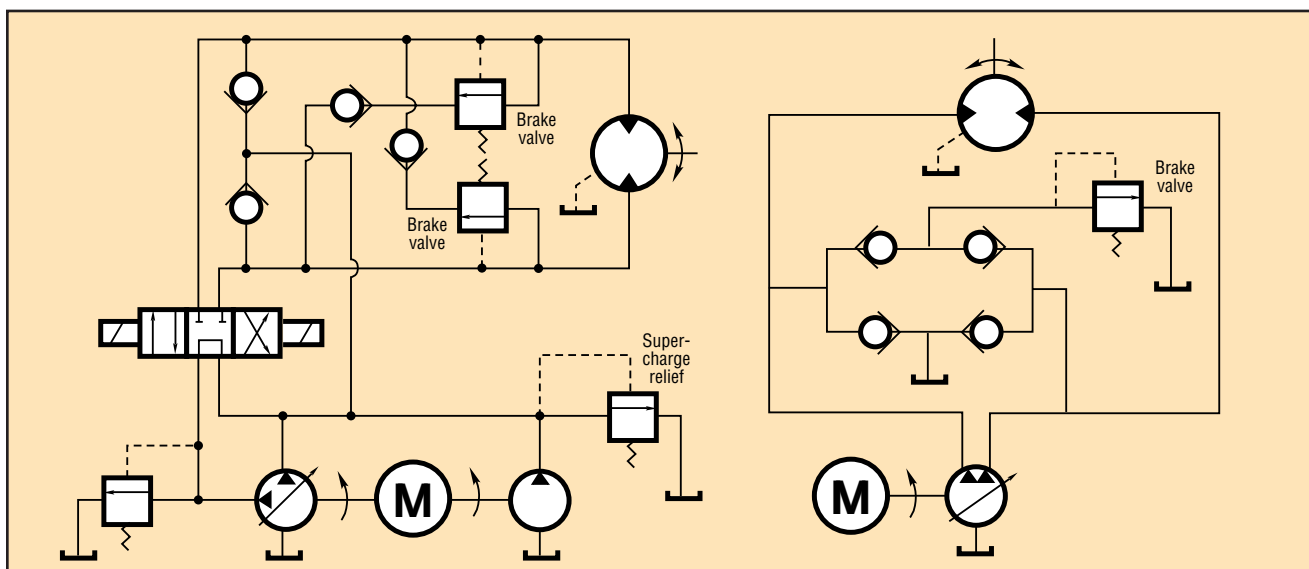 Brake
valve
Brake
valve
Super-
charge
relief
M
Brake
valve
M